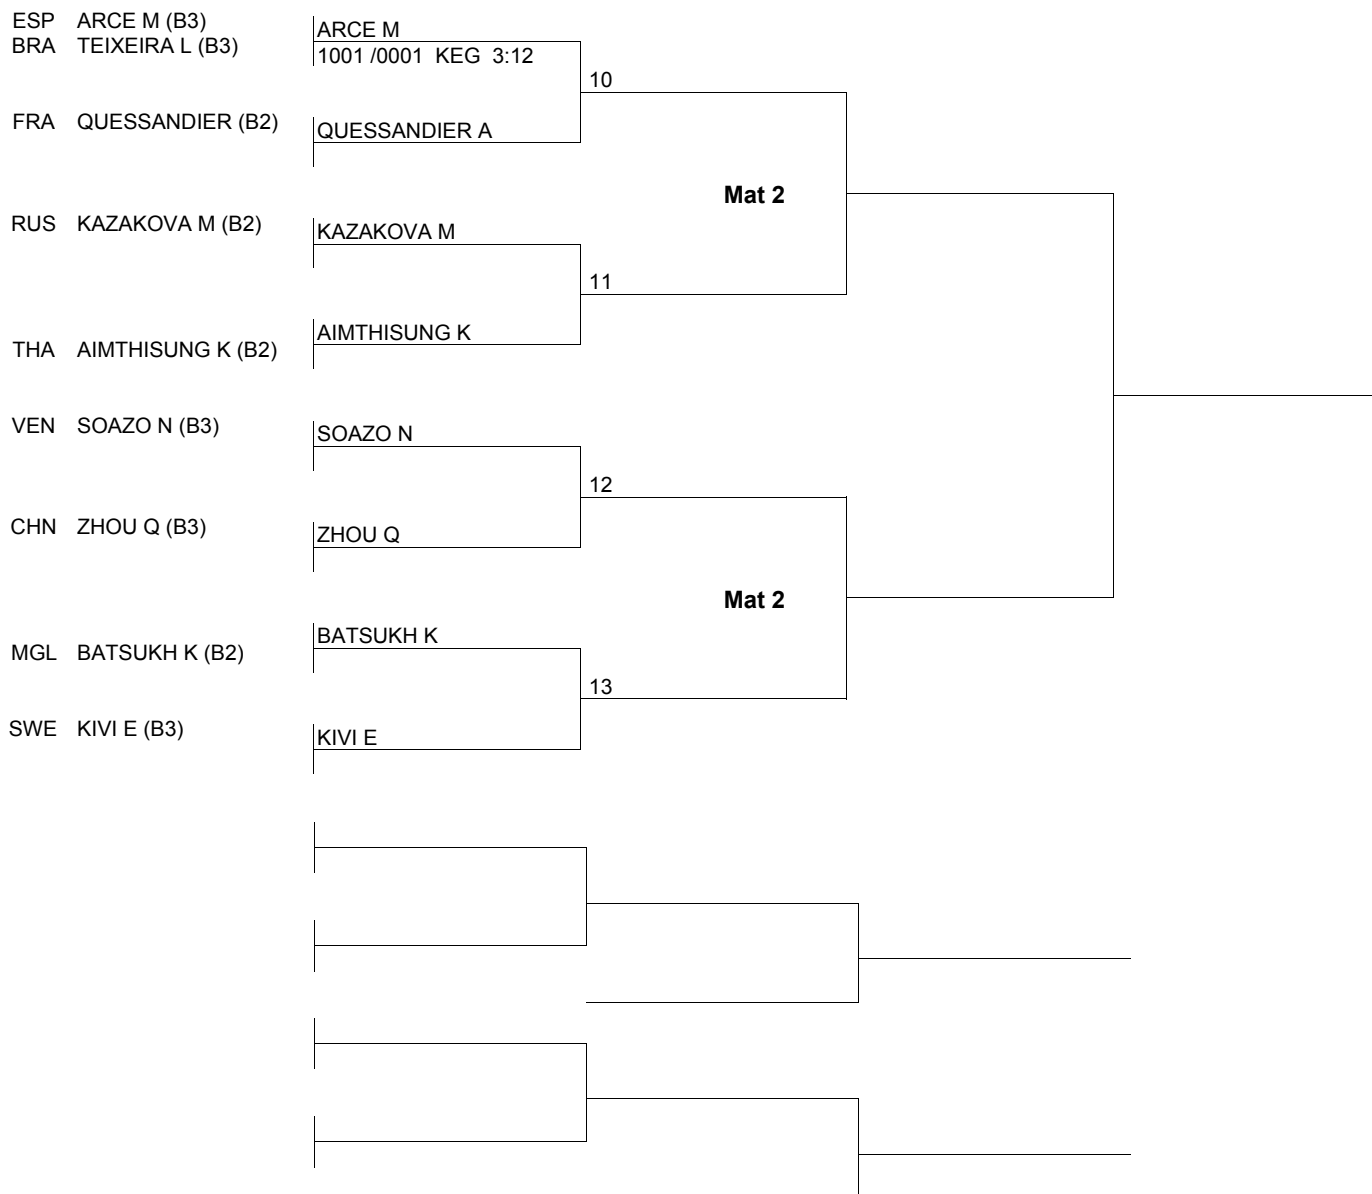 ESP ARCE M (B3)
ARCE M
BRA TEIXEIRA L (B3)
1001 /0001 KEG 3:12
10
FRA QUESSANDIER (B2)
QUESSANDIER A
Mat 2
RUS KAZAKOVA M (B2)
KAZAKOVA M
11
AIMTHISUNG K
THA AIMTHISUNG K (B2)
VEN SOAZO N (B3)
SOAZO N
12
CHN ZHOU Q (B3)
ZHOU Q
Mat 2
BATSUKH K
MGL BATSUKH K (B2)
13
SWE KIVI E (B3)
KIVI E